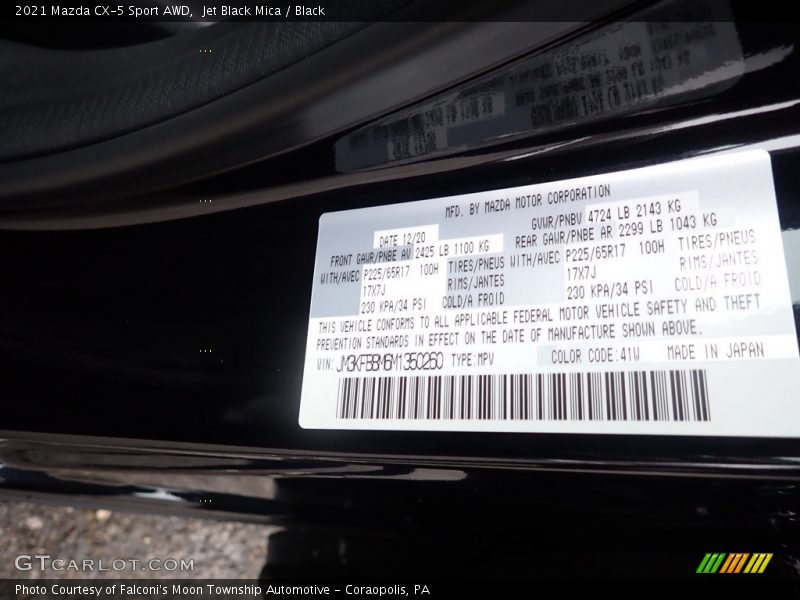 2021 Mazda CX-5 Sport AWD,  Jet Black Mica / Black
MFD. BY MAZDA MOTOR CORPORATION
GVWR/PNBV 4724 LB 2143 KG
DATE 12/20
FRONT GAWR/PNBE AV 2425 LB 1100 KG REAR GAWR/PNBE AR 2299 LB 1043 KG
WITH/AVEC P225/65R17 100H TIRES/PNEUS WITH/AVEC P225/65R17 100H TIRES/PNEUS
17X7J RIMS/JANTES 17X7J RIMS/JANTES
230 KPA/34 PSI COLD/A FROID 230 KPA/34 PSI COLD/A FROID
THIS VEHICLE CONFORMS TO ALL APPLICABLE FEDERAL MOTOR VEHICLE SAFETY AND THEFT
PREVENTION STANDARDS IN EFFECT ON THE DATE OF MANUFACTURE SHOWN ABOVE.
VIN: JM3KFBBM6M1350260 TYPE:MPV COLOR CODE:41W MADE IN JAPAN
GTCARLOT.COM
Photo Courtesy of Falconi's Moon Township Automotive - Coraopolis, PA